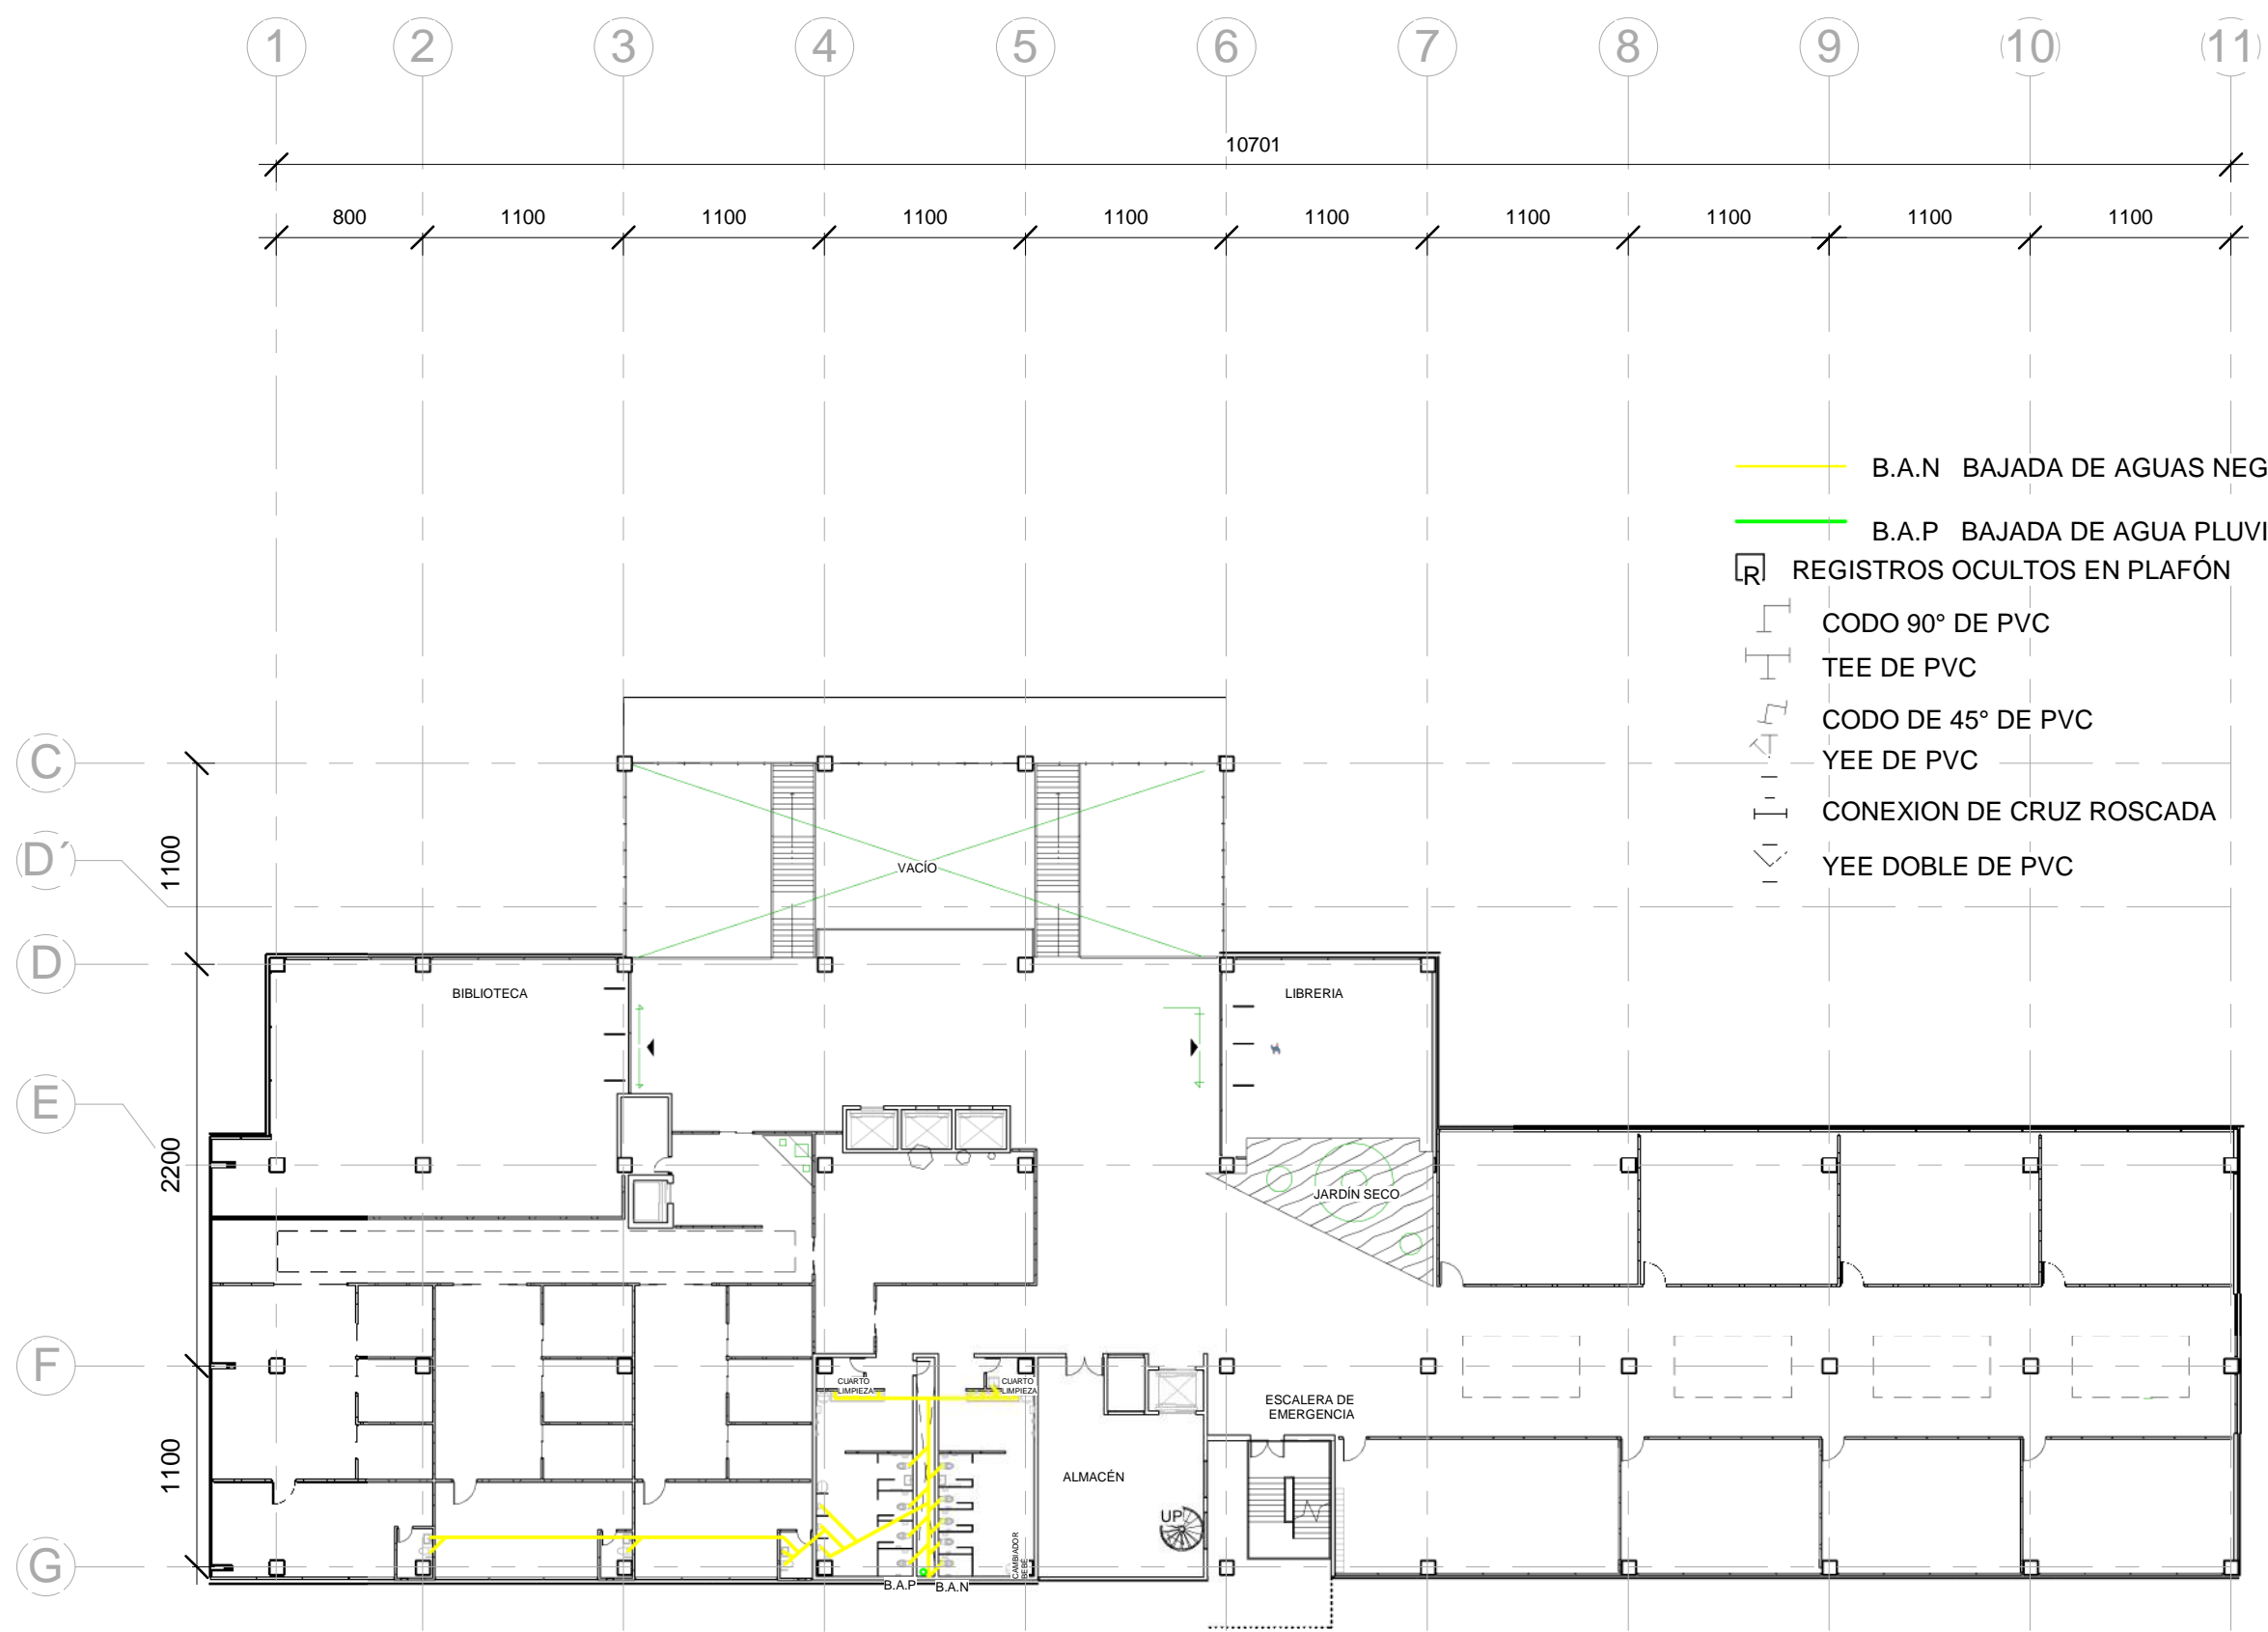 1 2 3 4 5 6 7 8 9 10 11
10701
800 1100 1100 1100 1100 1100 1100 1100 1100 1100
B.A.N BAJADA DE AGUAS NEG
B.A.P BAJADA DE AGUA PLUVI
R REGISTROS OCULTOS EN PLAFÓN
CODO 90° DE PVC
TEE DE PVC
CODO DE 45° DE PVC
YEE DE PVC
CONEXION DE CRUZ ROSCADA
YEE DOBLE DE PVC
C
D´
D
E
F
G
1100
2200
1100
VACÍO
BIBLIOTECA
LIBRERIA
JARDÍN SECO
CUARTO
LIMPIEZA
CUARTO
LIMPIEZA
ESCALERA DE
EMERGENCIA
ALMACÉN
UP
CAMBIADOR
BEBÉ
B.A.P
B.A.N